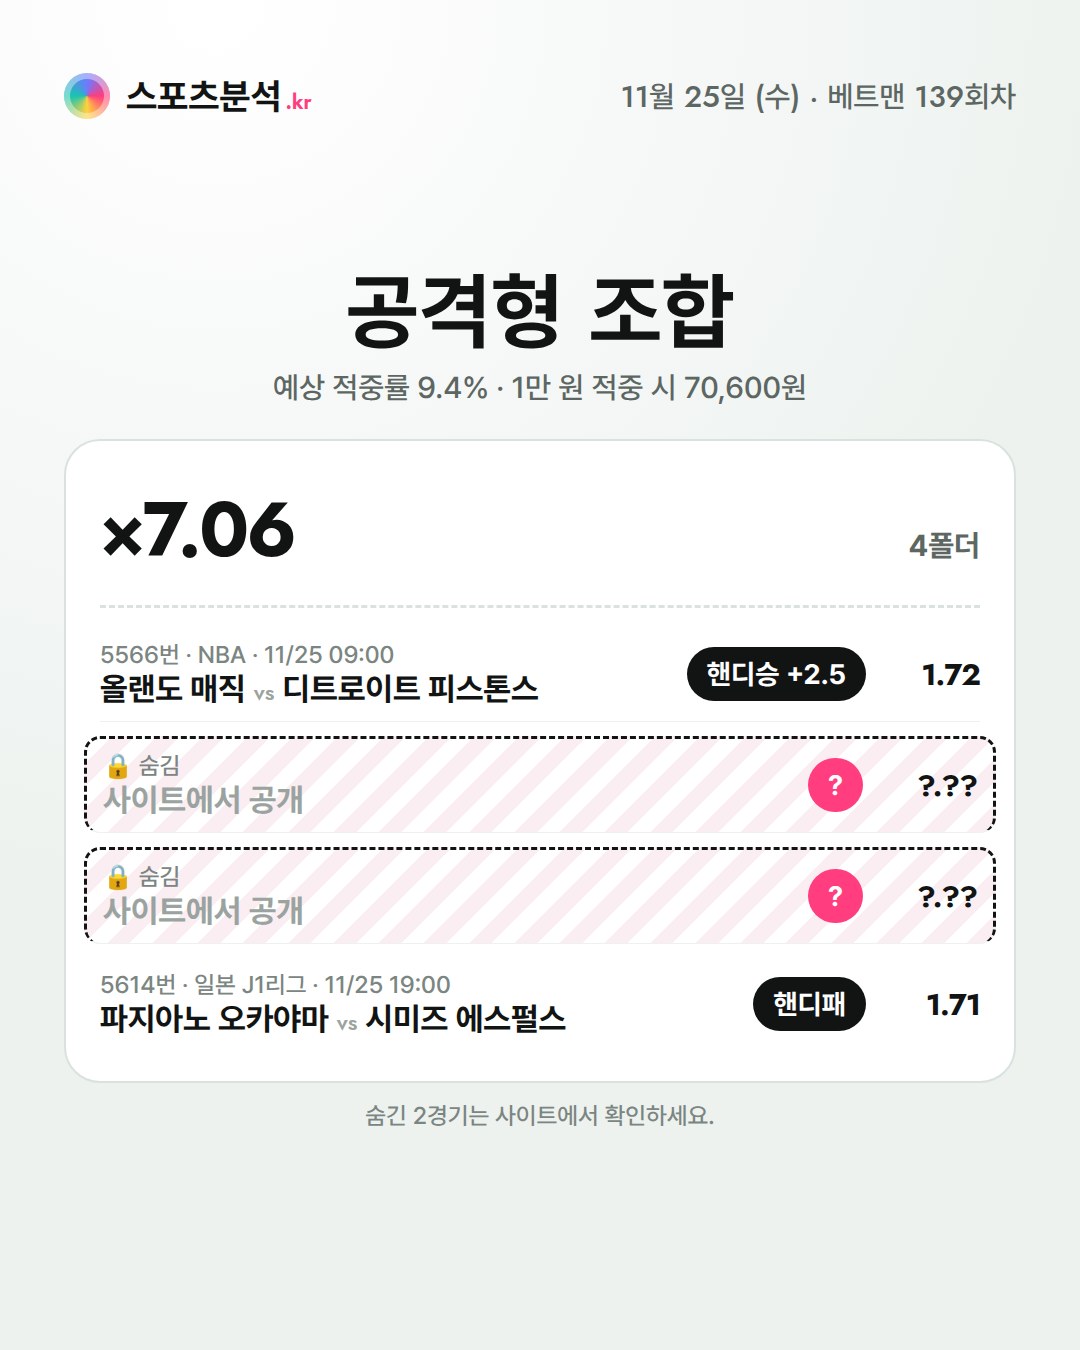 스포츠분석.kr
11월 25일 (수) · 베트맨 139회차
공격형 조합
예상 적중률 9.4% · 1만 원 적중 시 70,600원
×7.06
4폴더
5566번 · NBA · 11/25 09:00
올랜도 매직 vs 디트로이트 피스톤스
핸디승 +2.5
1.72
🔒 숨김
사이트에서 공개
?
?.??
🔒 숨김
사이트에서 공개
?
?.??
5614번 · 일본 J1리그 · 11/25 19:00
파지아노 오카야마 vs 시미즈 에스펄스
핸디패
1.71
숨긴 2경기는 사이트에서 확인하세요.